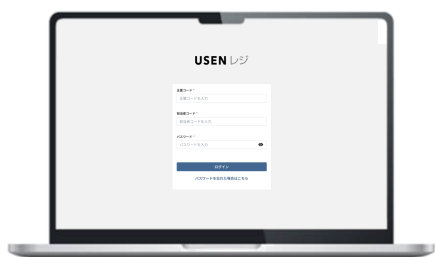 USEN レジ
企業コード*
企業コードを入力
担当者コード*
担当者コードを入力
パスワード*
パスワードを入力
ログイン
パスワードを忘れた場合はこちら